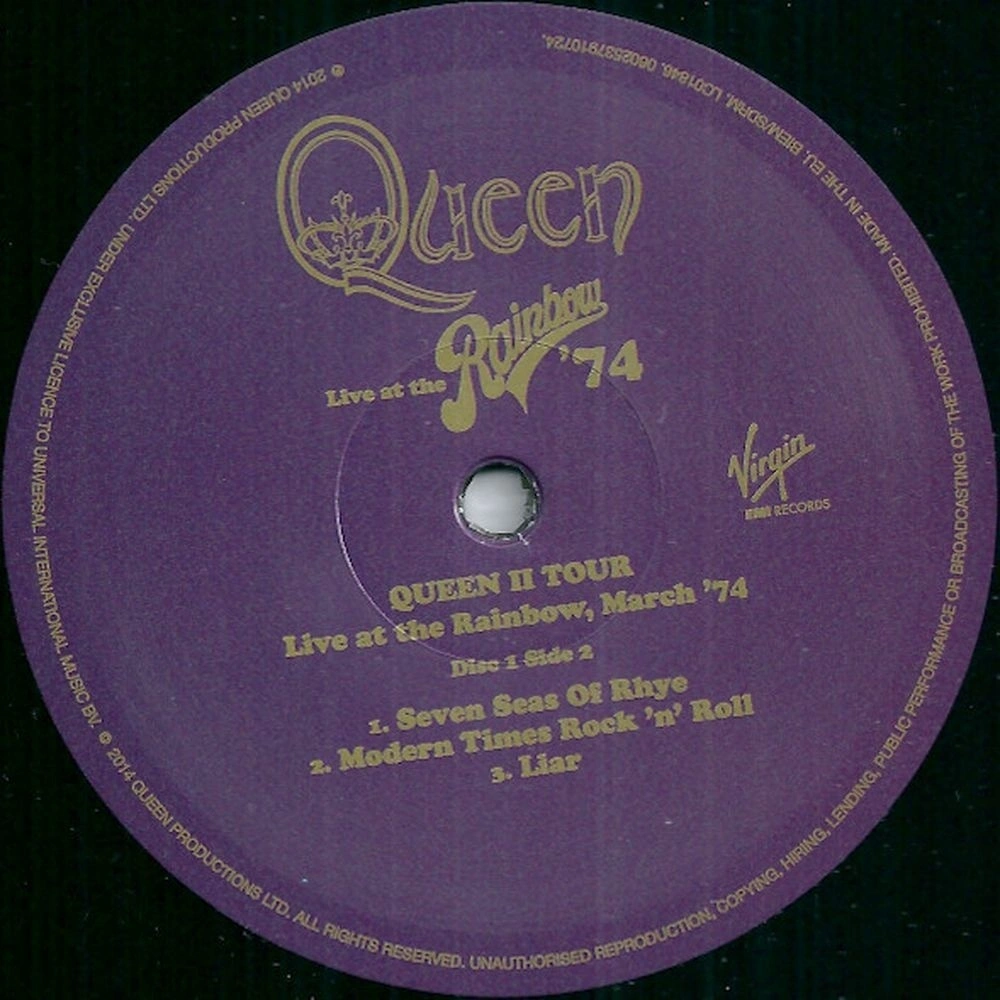 Queen
Live at the Rainbow '74
Virgin
EMI RECORDS
QUEEN II TOUR
Live at the Rainbow, March '74
Disc 1 Side 2
1. Seven Seas Of Rhye
2. Modern Times Rock 'n' Roll
3. Liar
℗ 2014 QUEEN PRODUCTIONS LTD. UNDER EXCLUSIVE LICENCE TO UNIVERSAL INTERNATIONAL MUSIC BV. © 2014 QUEEN PRODUCTIONS LTD. ALL RIGHTS RESERVED. UNAUTHORISED REPRODUCTION, COPYING, HIRING, LENDING, PUBLIC PERFORMANCE OR BROADCASTING OF THE WORK PROHIBITED. MADE IN THE EU. BIEM/SDRM. LC01846. 0602537910724.